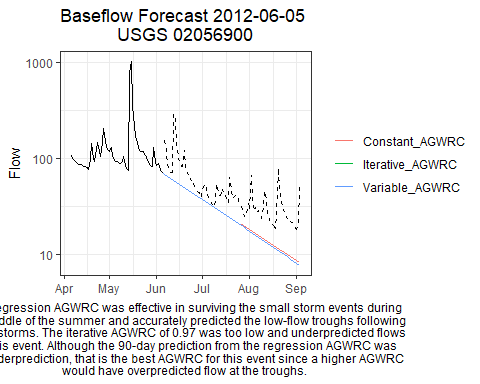 Baseflow Forecast 2012-06-05
USGS 02056900
1000
100
10
Flow
Apr May Jun Jul Aug Sep
Constant_AGWRC
Iterative_AGWRC
Variable_AGWRC
AGWRC was effective in surviving the small storm events during
of the summer and accurately predicted the low-flow troughs following
storms. The iterative AGWRC of 0.97 was too low and underpredicted flows
event. Although the 90-day prediction from the regression AGWRC was
that is the best AGWRC for this event since a higher AGWRC
would have overpredicted flow at the troughs.